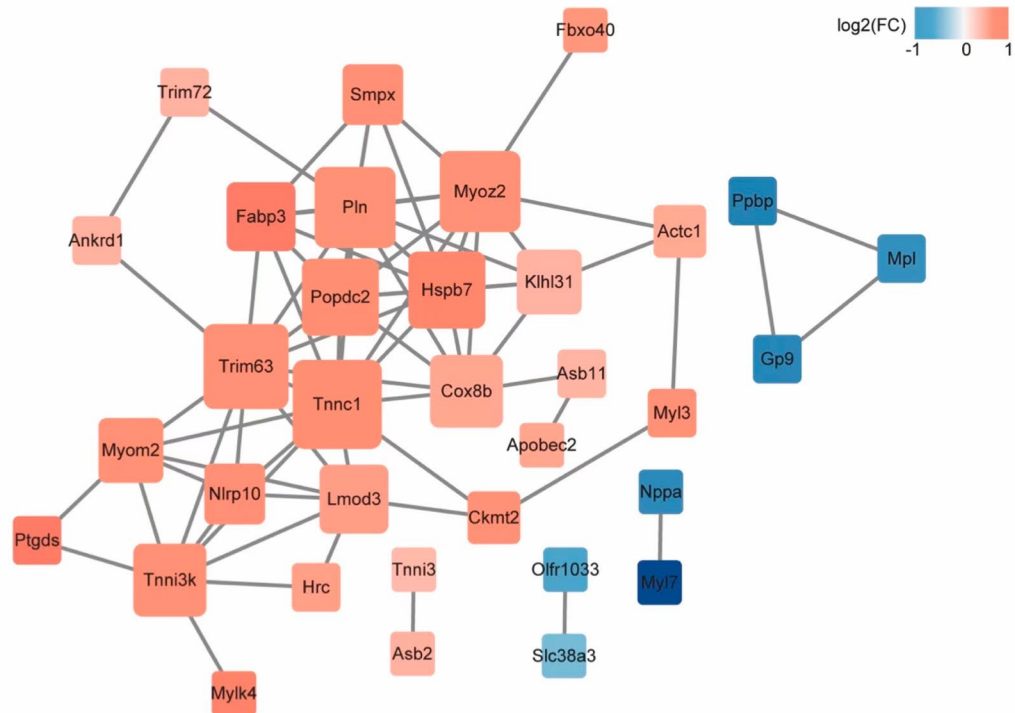 Fbxo40
log2(FC)
-1 0 1
Trim72
Smpx
Myoz2
Ppbp
Pln
Fabp3
Actc1
Ankrd1
Mpl
Klhl31
Hspb7
Popdc2
Gp9
Trim63
Asb11
Cox8b
Tnnc1
Myl3
Apobec2
Myom2
Nlrp10
Lmod3
Nppa
Ckmt2
Ptgds
Tnni3
Olfr1033
Tnni3k
Hrc
Myl7
Asb2
Slc38a3
Mylk4